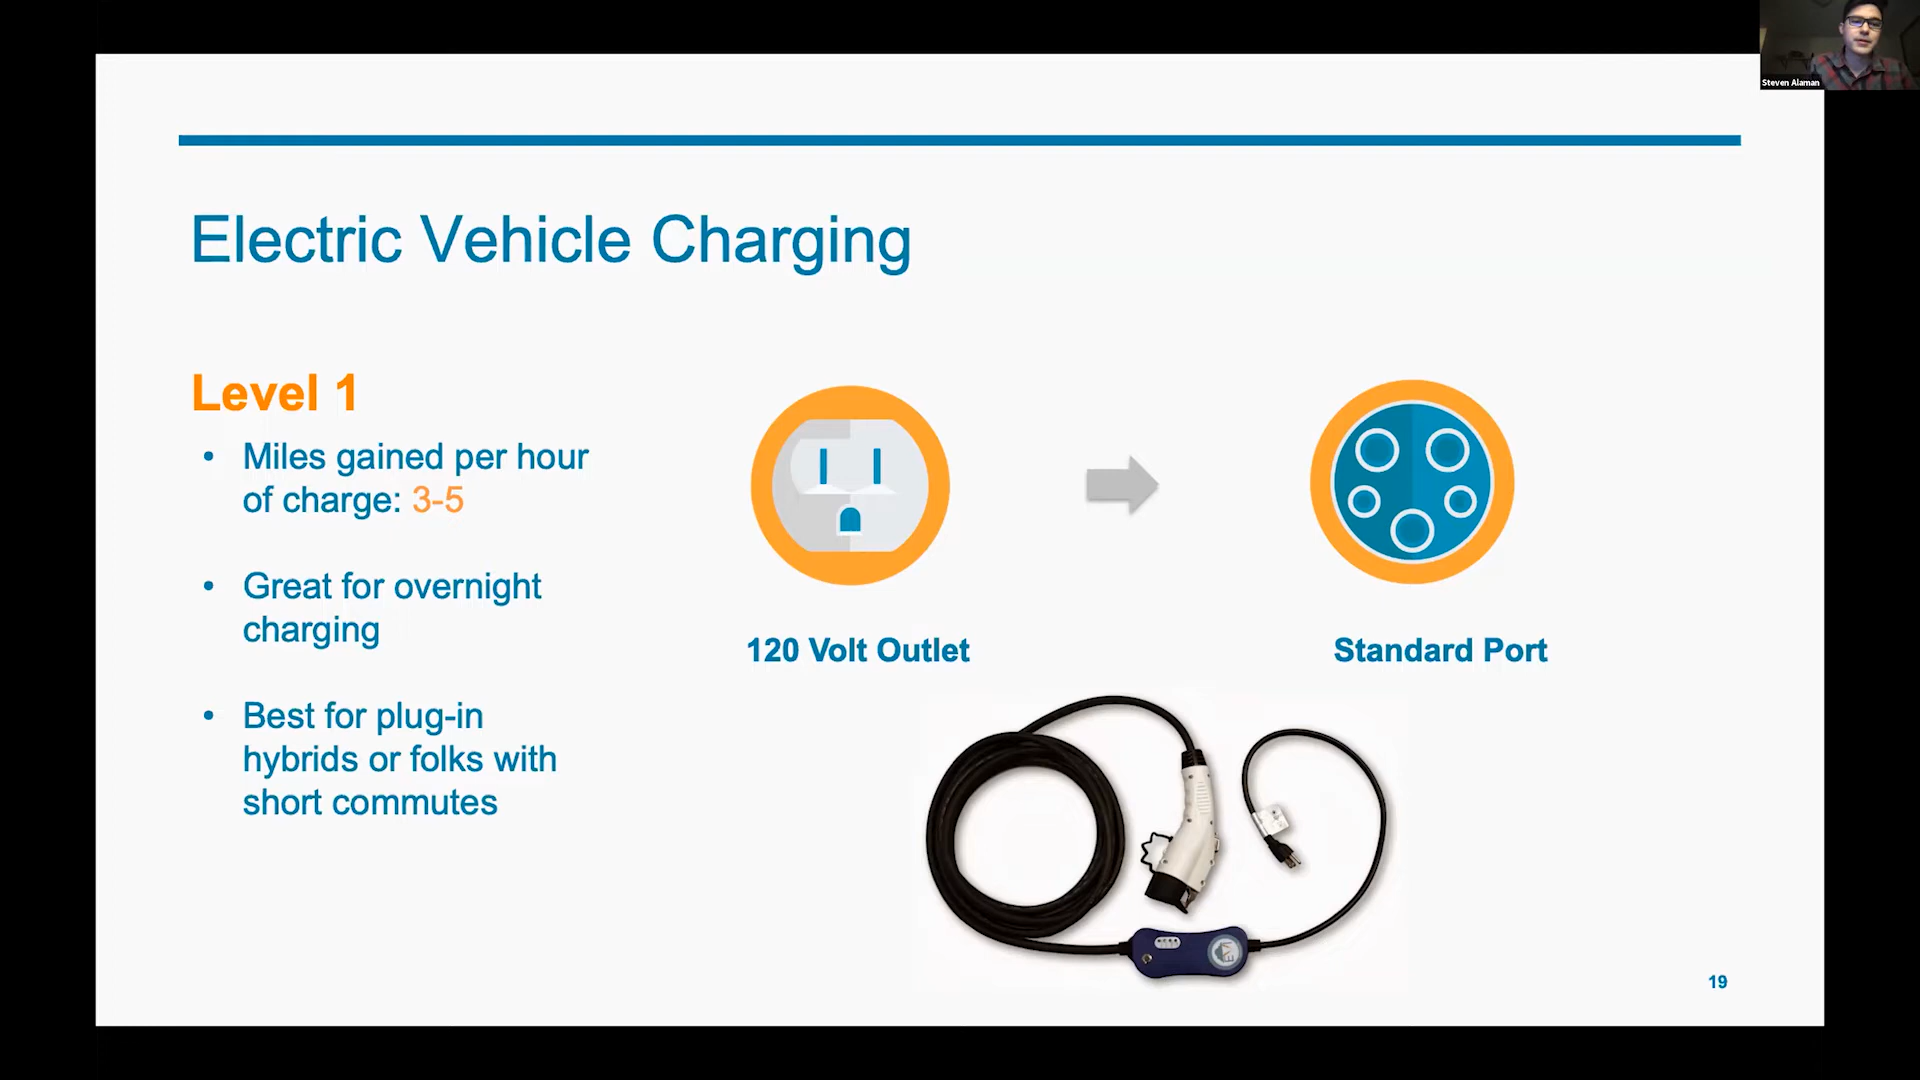 Steven Alaman
Electric Vehicle Charging
Level 1
• Miles gained per hour
of charge: 3-5
• Great for overnight
charging
• Best for plug-in
hybrids or folks with
short commutes
120 Volt Outlet
Standard Port
19